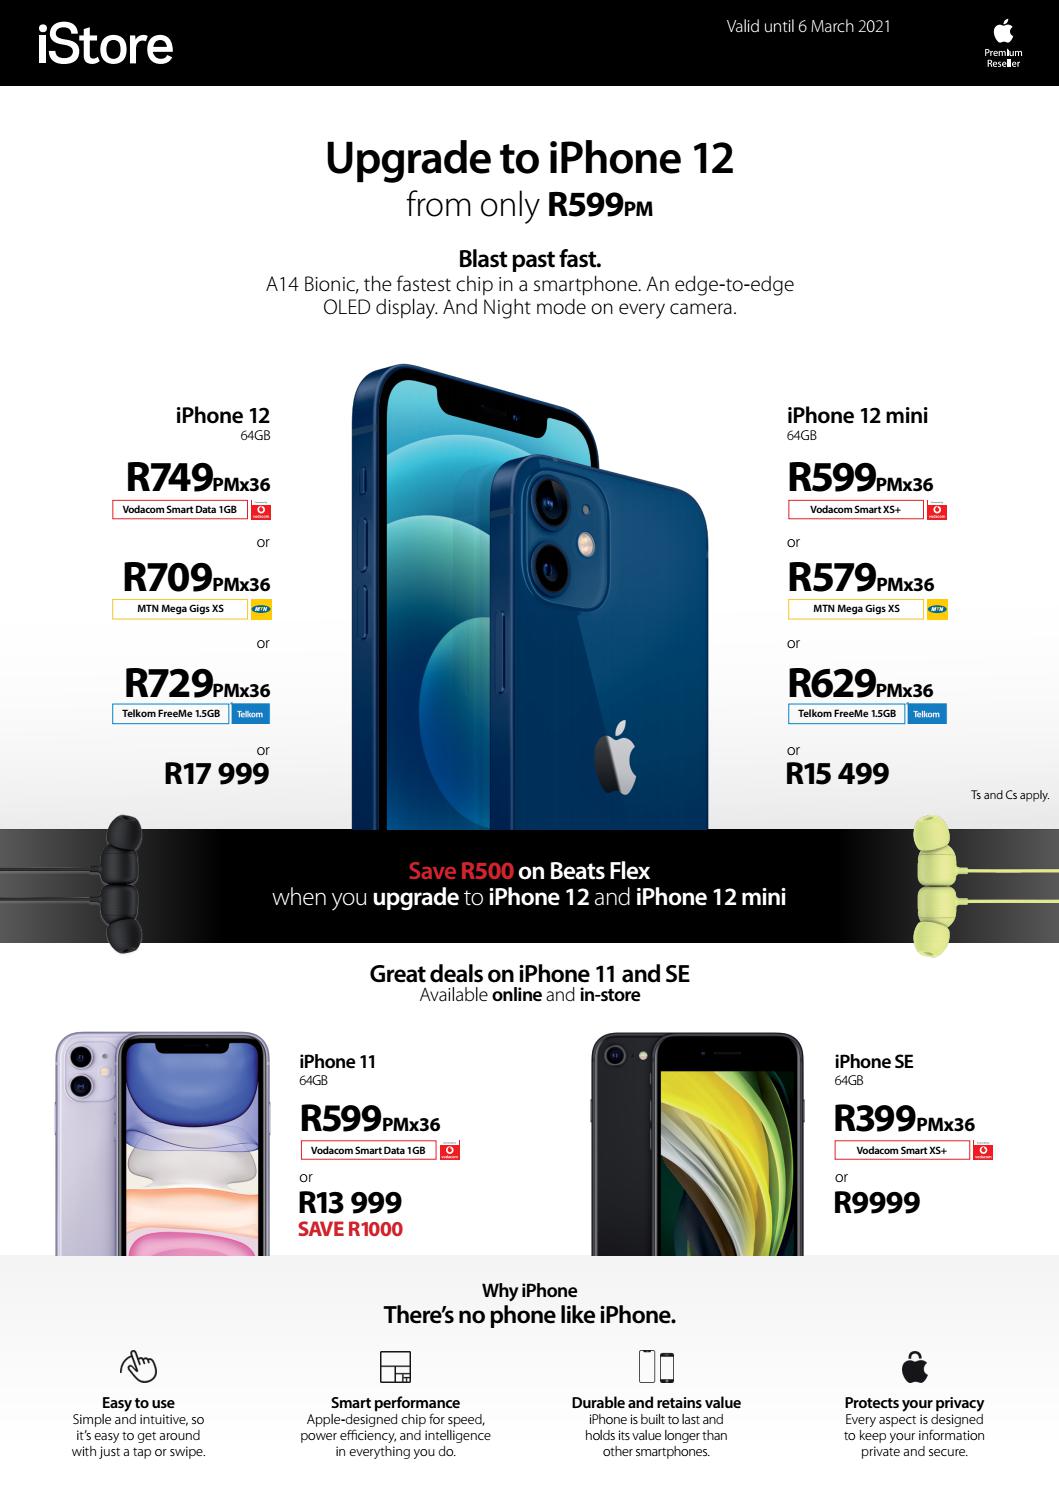 iStore
Valid until 6 March 2021
Premium
Reseller
Upgrade to iPhone 12
from only R599PM
Blast past fast.
A14 Bionic, the fastest chip in a smartphone. An edge-to-edge
OLED display. And Night mode on every camera.
iPhone 12
64GB
R749PMx36
Vodacom Smart Data 1GB
vodacom
or
R709PMx36
MTN Mega Gigs XS
MTN
or
R729PMx36
Telkom FreeMe 1.5GB
Telkom
or
R17 999
iPhone 12 mini
64GB
R599PMx36
Vodacom Smart XS+
vodacom
or
R579PMx36
MTN Mega Gigs XS
MTN
or
R629PMx36
Telkom FreeMe 1.5GB
Telkom
or
R15 499
Ts and Cs apply.
Save R500 on Beats Flex
when you upgrade to iPhone 12 and iPhone 12 mini
Great deals on iPhone 11 and SE
Available online and in-store
iPhone 11
64GB
R599PMx36
Vodacom Smart Data 1GB
vodacom
or
R13 999
SAVE R1000
iPhone SE
64GB
R399PMx36
Vodacom Smart XS+
vodacom
or
R9999
Why iPhone
There's no phone like iPhone.
Easy to use
Simple and intuitive, so
it's easy to get around
with just a tap or swipe.
Smart performance
Apple-designed chip for speed,
power efficiency, and intelligence
in everything you do.
Durable and retains value
iPhone is built to last and
holds its value longer than
other smartphones.
Protects your privacy
Every aspect is designed
to keep your information
private and secure.